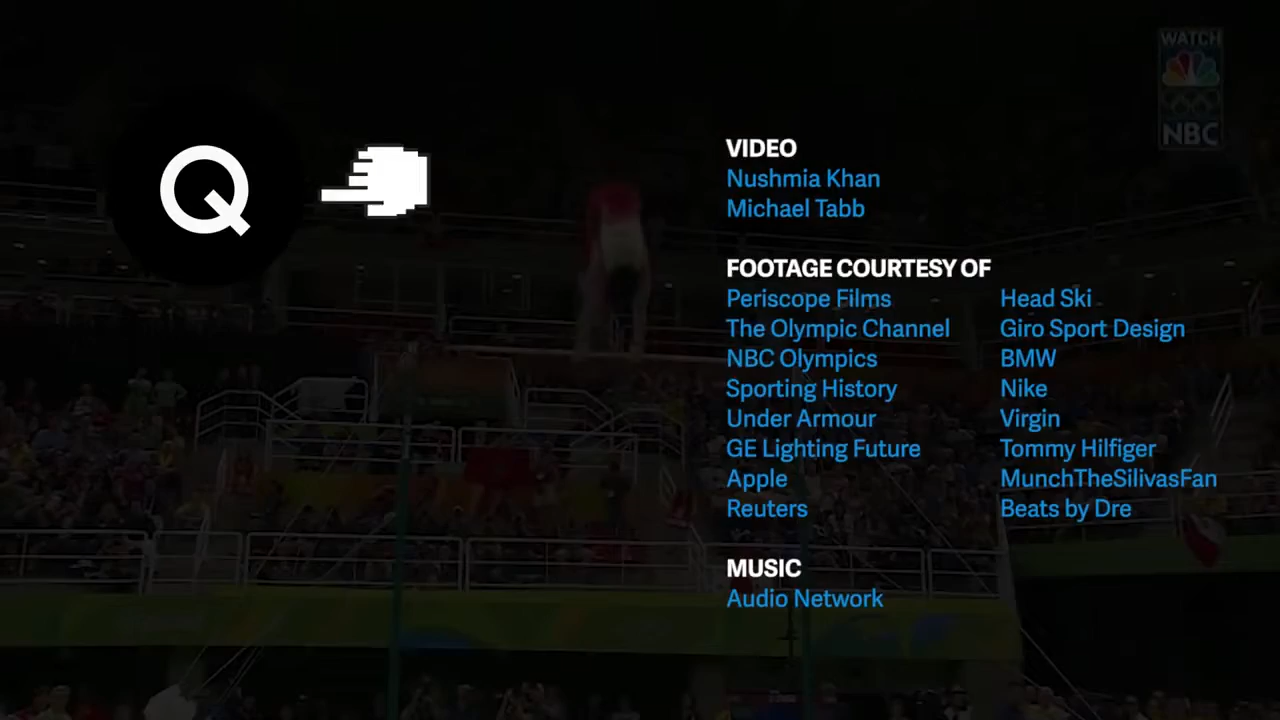 WATCH
NBC
Q
VIDEO
Nushmia Khan
Michael Tabb
FOOTAGE COURTESY OF
Periscope Films
The Olympic Channel
NBC Olympics
Sporting History
Under Armour
GE Lighting Future
Apple
Reuters
Head Ski
Giro Sport Design
BMW
Nike
Virgin
Tommy Hilfiger
MunchTheSilivasFan
Beats by Dre
MUSIC
Audio Network